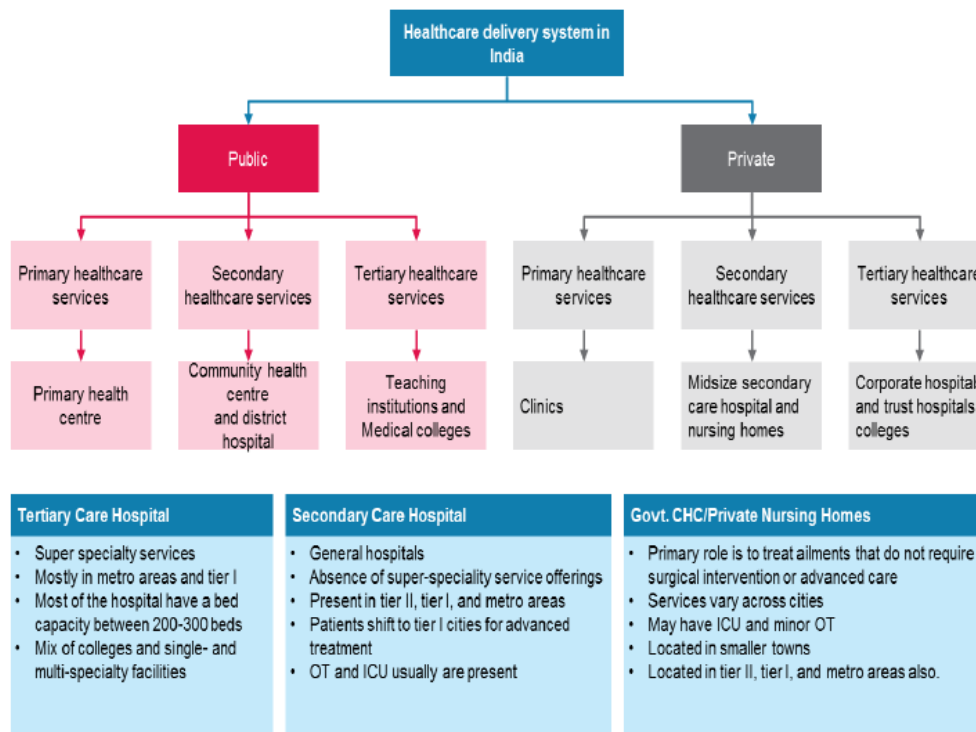 Healthcare delivery system in
India
Public
Private
Primary healthcare
services
Secondary
healthcare services
Tertiary healthcare
services
Primary healthcare
services
Secondary
healthcare services
Tertiary healthcare
services
Primary health
centre
Community health
centre
and district
hospital
Teaching
institutions and
Medical colleges
Clinics
Midsize secondary
care hospital and
nursing homes
Corporate hospitals
and trust hospitals
colleges
Tertiary Care Hospital
• Super specialty services
• Mostly in metro areas and tier I
• Most of the hospital have a bed
capacity between 200-300 beds
• Mix of colleges and single- and
multi-specialty facilities
Secondary Care Hospital
• General hospitals
• Absence of super-speciality service offerings
• Present in tier II, tier I, and metro areas
• Patients shift to tier I cities for advanced
treatment
• OT and ICU usually are present
Govt. CHC/Private Nursing Homes
• Primary role is to treat ailments that do not require
surgical intervention or advanced care
• Services vary across cities
• May have ICU and minor OT
• Located in smaller towns
• Located in tier II, tier I, and metro areas also.